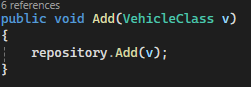 6 references
public void Add(VehicleClass v)
{
    repository.Add(v);
}